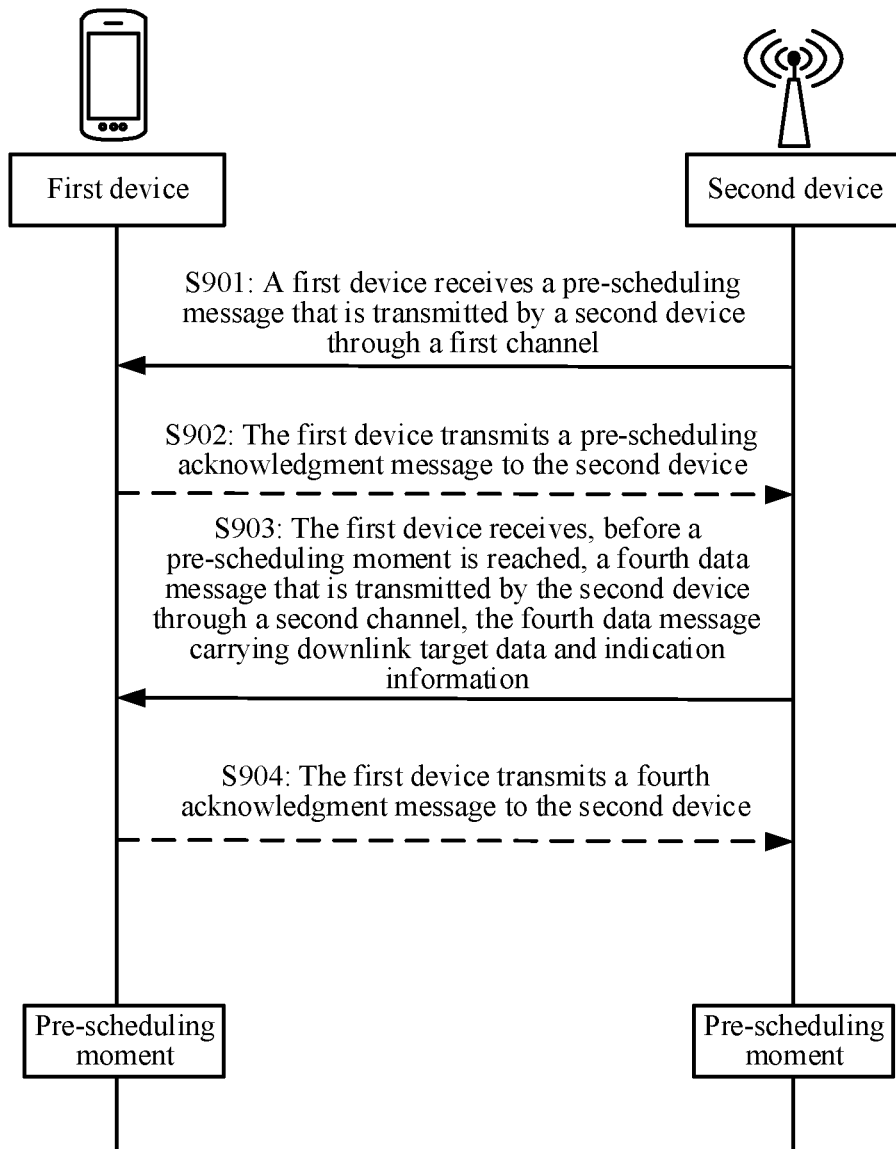 First device
Second device
S901: A first device receives a pre-scheduling
message that is transmitted by a second device
through a first channel
S902: The first device transmits a pre-scheduling
acknowledgment message to the second device
S903: The first device receives, before a
pre-scheduling moment is reached, a fourth data
message that is transmitted by the second device
through a second channel, the fourth data message
carrying downlink target data and indication
information
S904: The first device transmits a fourth
acknowledgment message to the second device
Pre-scheduling
moment
Pre-scheduling
moment